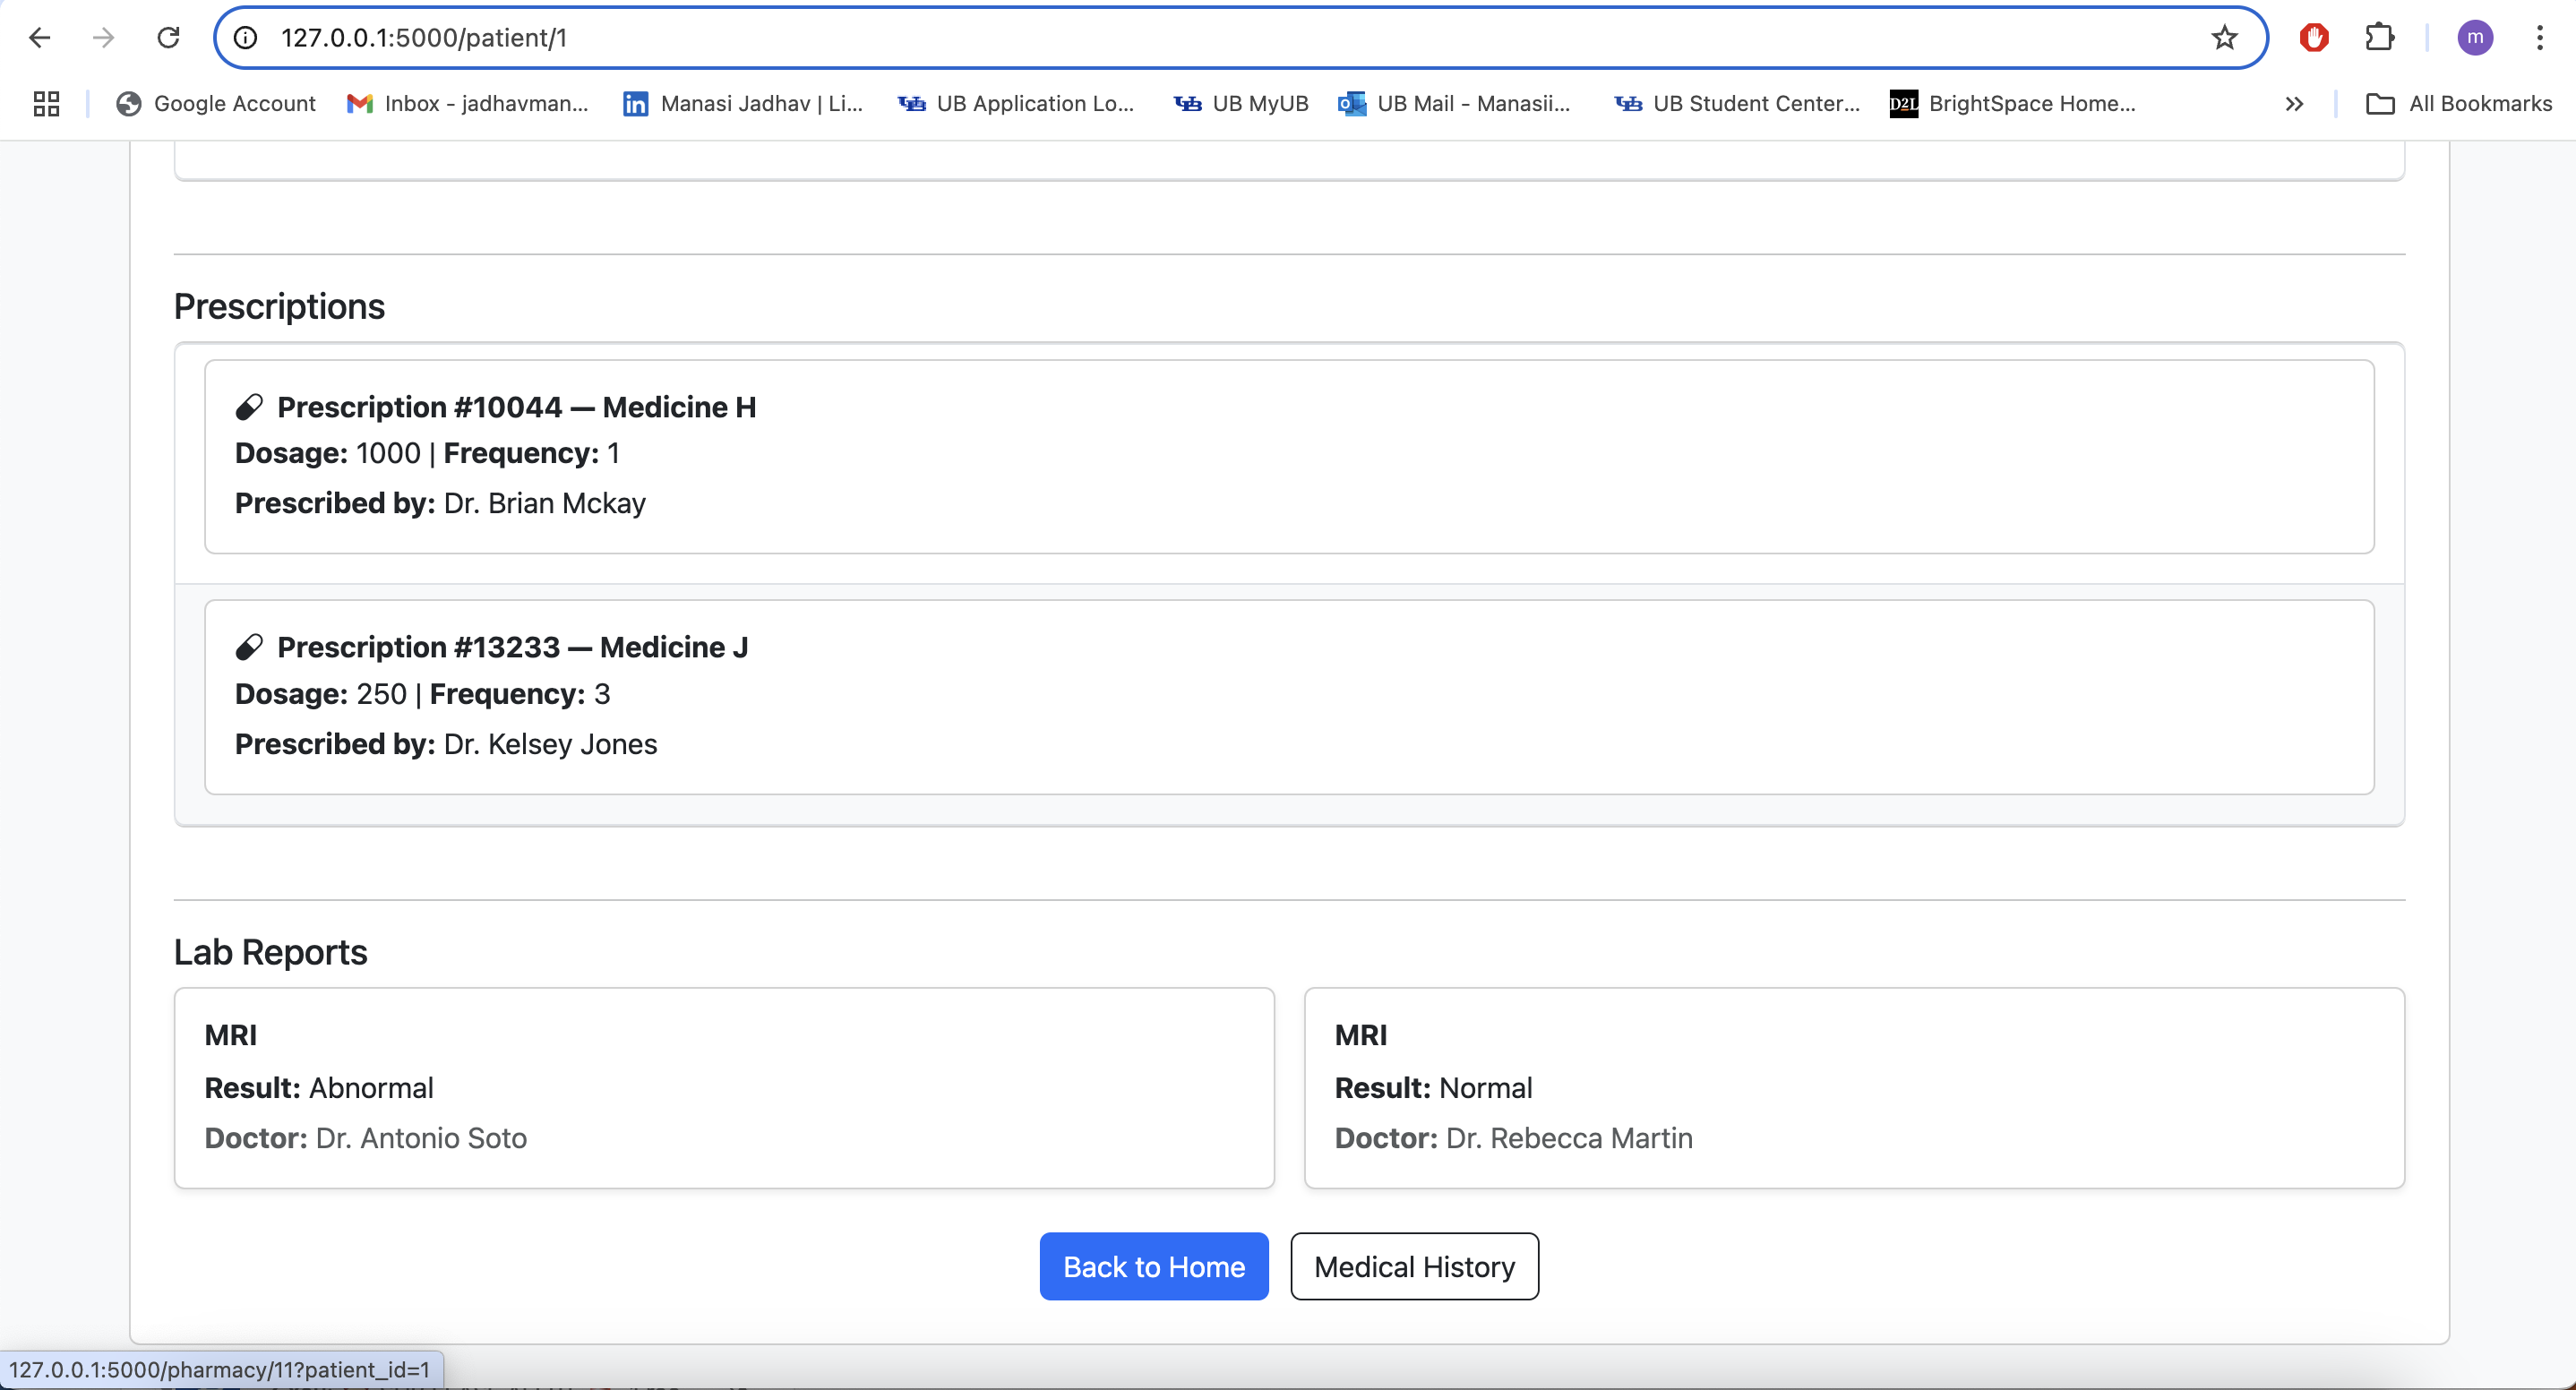 127.0.0.1:5000/patient/1
m
Google Account
Inbox - jadhavman...
in
Manasi Jadhav | Li...
UB Application Lo...
UB MyUB
UB Mail - Manasii...
UB Student Center...
D2L
BrightSpace Home...
»
All Bookmarks
Prescriptions
Prescription #10044 — Medicine H
Dosage: 1000 | Frequency: 1
Prescribed by: Dr. Brian Mckay
Prescription #13233 — Medicine J
Dosage: 250 | Frequency: 3
Prescribed by: Dr. Kelsey Jones
Lab Reports
MRI
Result: Abnormal
Doctor: Dr. Antonio Soto
MRI
Result: Normal
Doctor: Dr. Rebecca Martin
Back to Home
Medical History
127.0.0.1:5000/pharmacy/11?patient_id=1